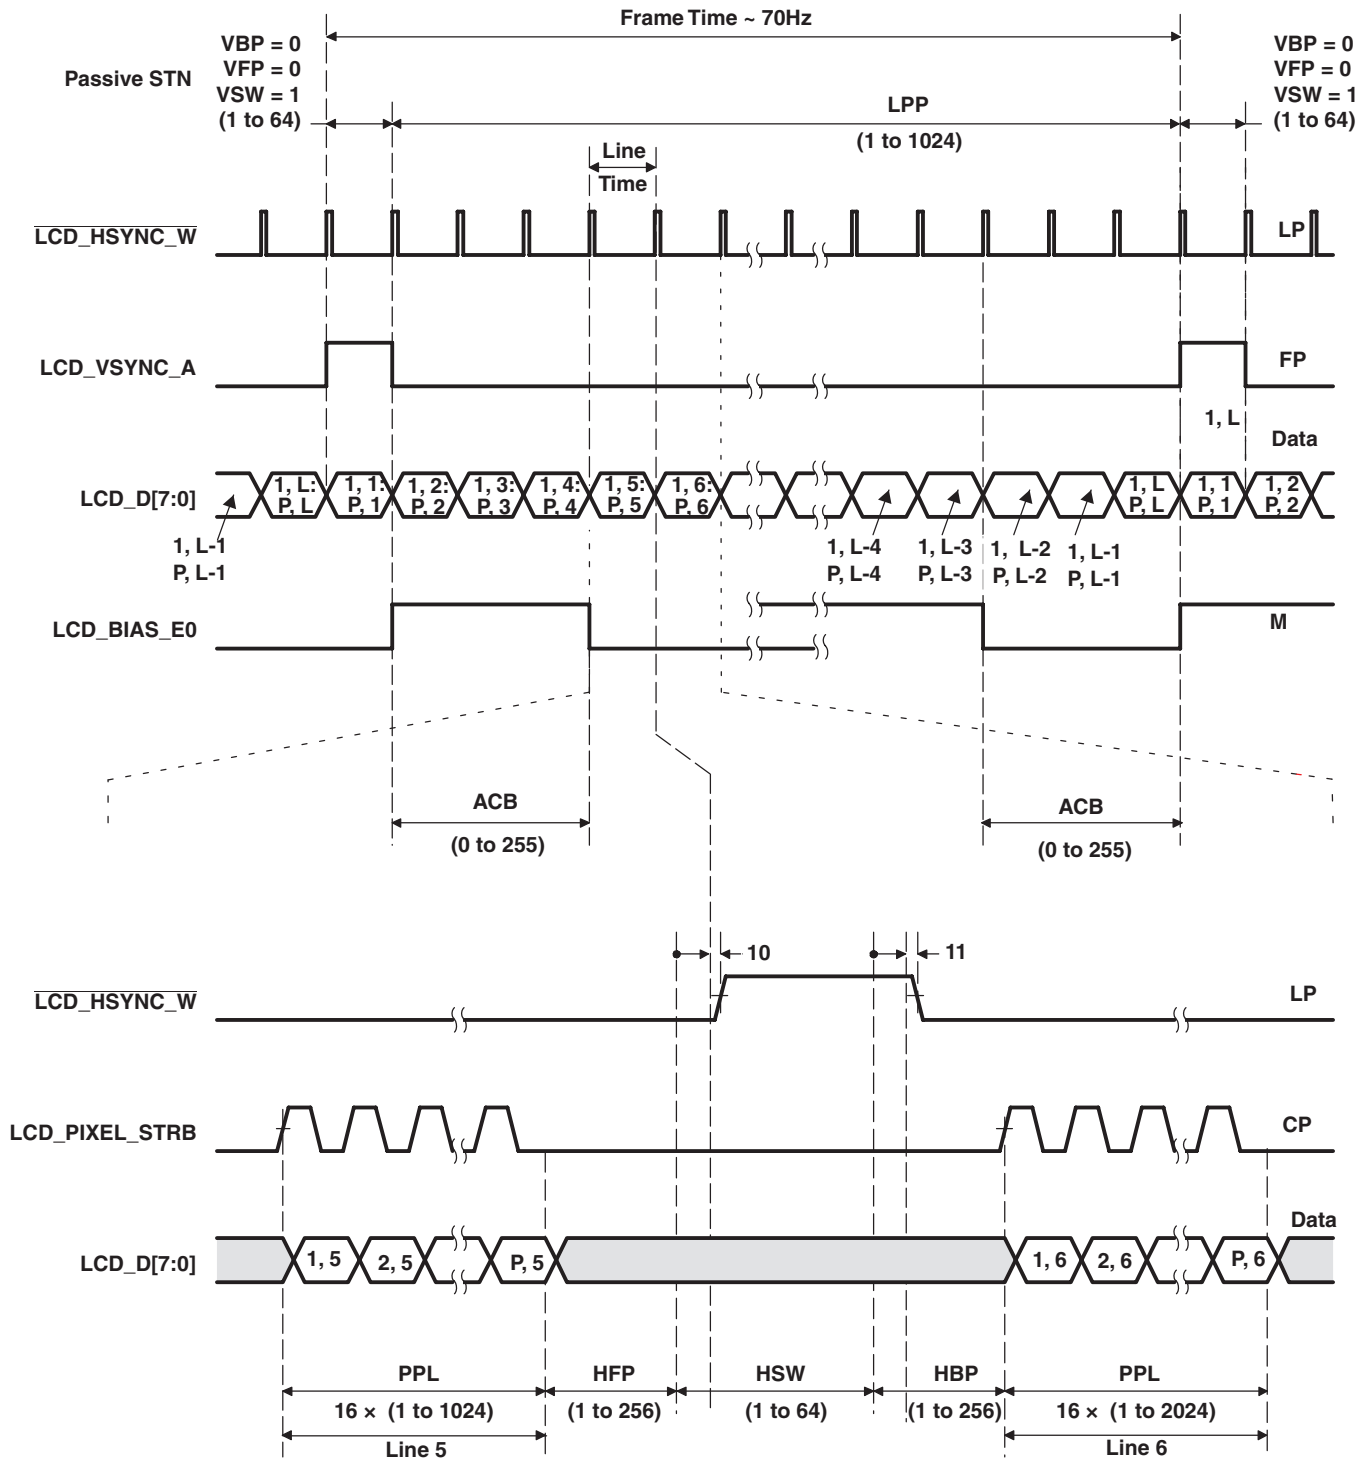 Frame Time ~ 70Hz
Passive STN
VBP = 0
VFP = 0
VSW = 1
(1 to 64)
LPP
(1 to 1024)
VBP = 0
VFP = 0
VSW = 1
(1 to 64)
Line
Time
LCD_HSYNC_W
LP
LCD_VSYNC_A
FP
1, L
Data
LCD_D[7:0]
1, L:
P, L
1, 1:
P, 1
1, 2:
P, 2
1, 3:
P, 3
1, 4:
P, 4
1, 5:
P, 5
1, 6:
P, 6
1, L
P, L
1, 1
P, 1
1, 2
P, 2
1, L-1
P, L-1
1, L-4
P, L-4
1, L-3
P, L-3
1, L-2
P, L-2
1, L-1
P, L-1
LCD_BIAS_E0
M
ACB
(0 to 255)
ACB
(0 to 255)
10
11
LCD_HSYNC_W
LP
LCD_PIXEL_STRB
CP
Data
LCD_D[7:0]
1, 5
2, 5
P, 5
1, 6
2, 6
P, 6
PPL
16 × (1 to 1024)
Line 5
HFP
(1 to 256)
HSW
(1 to 64)
HBP
(1 to 256)
PPL
16 × (1 to 2024)
Line 6